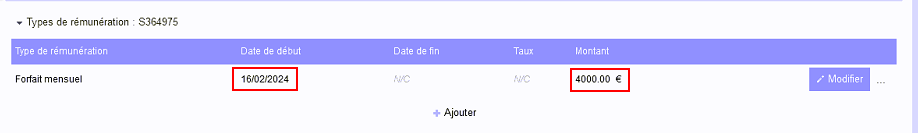 Types de rémunération : S364975
Type de rémunération Date de début Date de fin Taux Montant
Forfait mensuel 16/02/2024 N/C N/C 4000.00 € Modifier ...
+ Ajouter